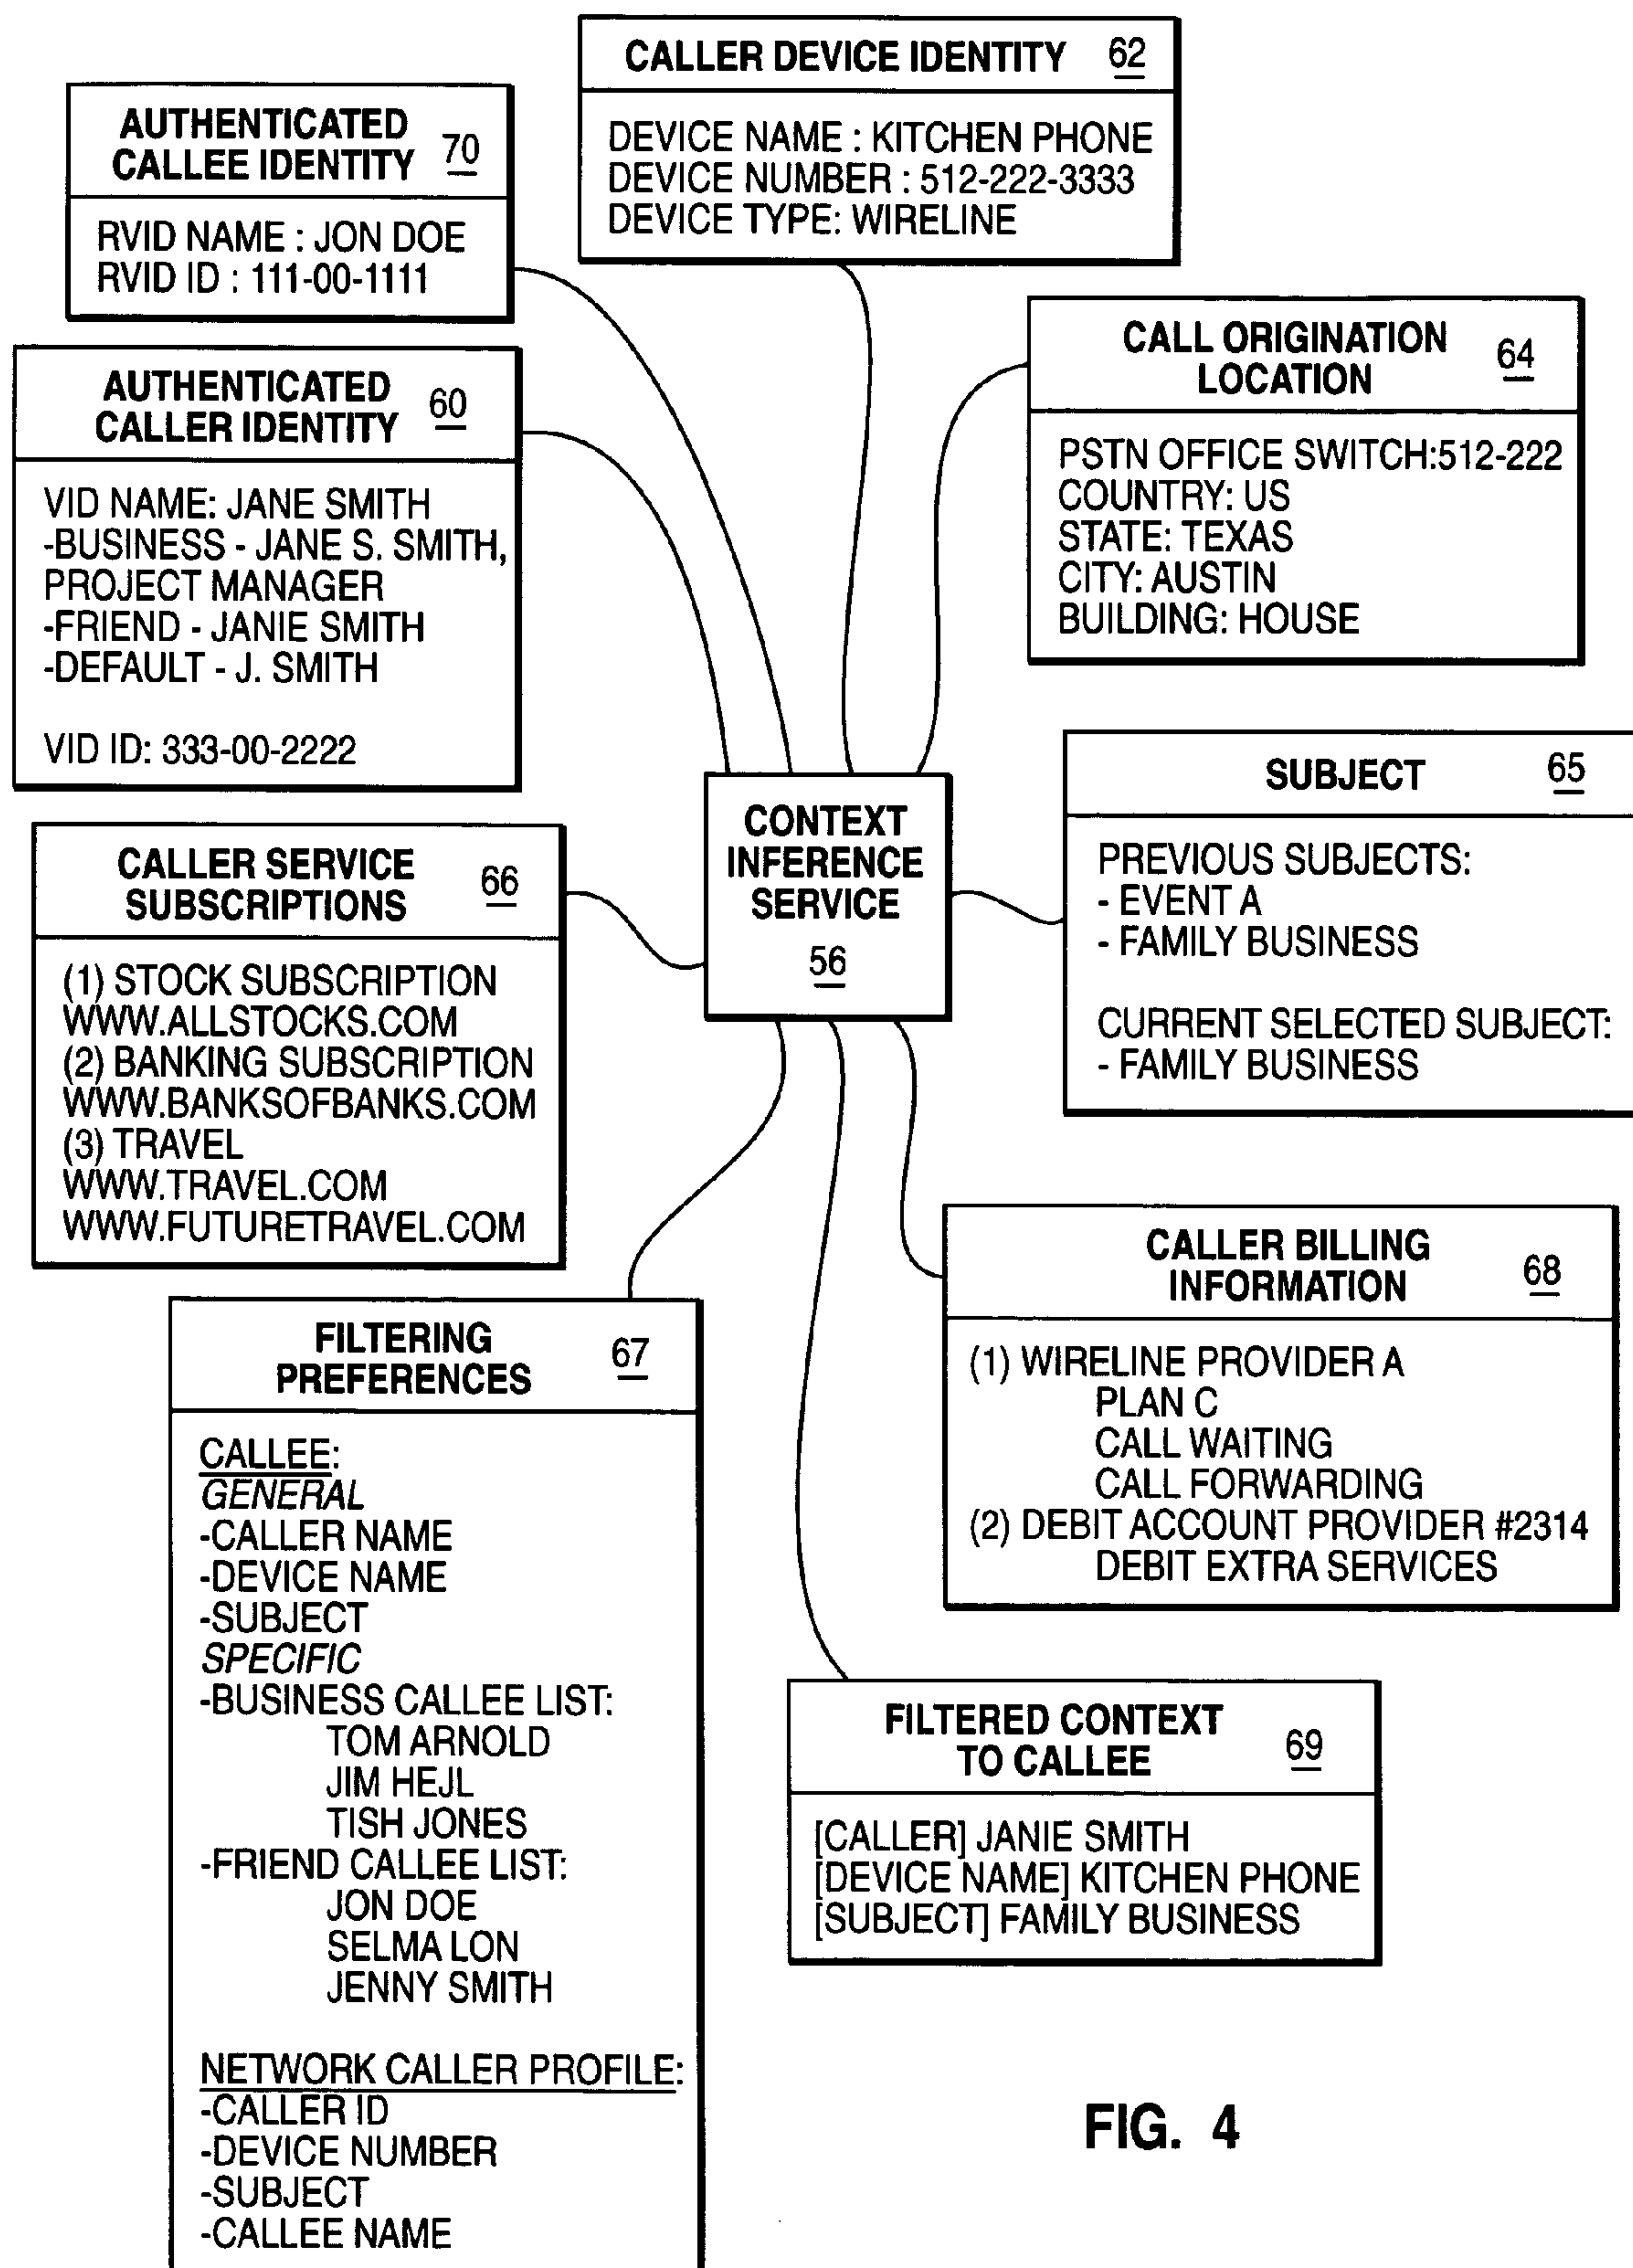 CALLER DEVICE IDENTITY 62
DEVICE NAME : KITCHEN PHONE
DEVICE NUMBER : 512-222-3333
DEVICE TYPE: WIRELINE
AUTHENTICATED
CALLEE IDENTITY 70
RVID NAME : JON DOE
RVID ID : 111-00-1111
CALL ORIGINATION
LOCATION 64
PSTN OFFICE SWITCH:512-222
COUNTRY: US
STATE: TEXAS
CITY: AUSTIN
BUILDING: HOUSE
AUTHENTICATED
CALLER IDENTITY 60
VID NAME: JANE SMITH
-BUSINESS - JANE S. SMITH,
PROJECT MANAGER
-FRIEND - JANIE SMITH
-DEFAULT - J. SMITH
VID ID: 333-00-2222
CONTEXT
INFERENCE
SERVICE
56
SUBJECT 65
PREVIOUS SUBJECTS:
- EVENT A
- FAMILY BUSINESS
CURRENT SELECTED SUBJECT:
- FAMILY BUSINESS
CALLER SERVICE
SUBSCRIPTIONS 66
(1) STOCK SUBSCRIPTION
WWW.ALLSTOCKS.COM
(2) BANKING SUBSCRIPTION
WWW.BANKSOFBANKS.COM
(3) TRAVEL
WWW.TRAVEL.COM
WWW.FUTURETRAVEL.COM
CALLER BILLING
INFORMATION 68
(1) WIRELINE PROVIDER A
PLAN C
CALL WAITING
CALL FORWARDING
(2) DEBIT ACCOUNT PROVIDER #2314
DEBIT EXTRA SERVICES
FILTERING
PREFERENCES 67
CALLEE:
GENERAL
-CALLER NAME
-DEVICE NAME
-SUBJECT
SPECIFIC
-BUSINESS CALLEE LIST:
TOM ARNOLD
JIM HEJL
TISH JONES
-FRIEND CALLEE LIST:
JON DOE
SELMA LON
JENNY SMITH
NETWORK CALLER PROFILE:
-CALLER ID
-DEVICE NUMBER
-SUBJECT
-CALLEE NAME
FILTERED CONTEXT
TO CALLEE 69
[CALLER] JANIE SMITH
[DEVICE NAME] KITCHEN PHONE
[SUBJECT] FAMILY BUSINESS
FIG. 4